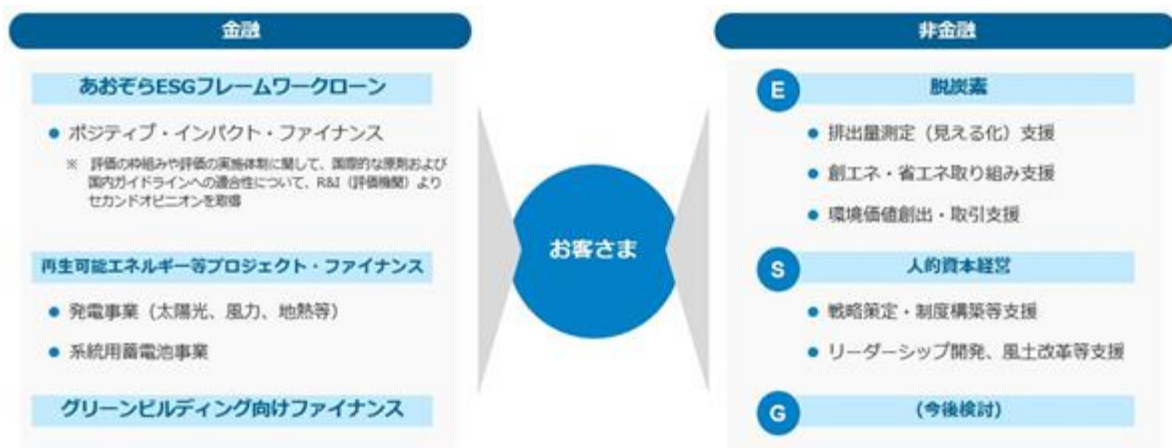 金融
あおぞらESGフレームワークローン
● ポジティブ・インパクト・ファイナンス
※ 評価の枠組みや評価の実施体制に関して、国際的な原則および
国内ガイドラインへの適合性について、R&I（評価機関）より
セカンドオピニオンを取得
再生可能エネルギー等プロジェクト・ファイナンス
● 発電事業（太陽光、風力、地熱等）
● 系統用蓄電池事業
グリーンビルディング向けファイナンス
お客さま
非金融
E 脱炭素
● 排出量測定（見える化）支援
● 創エネ・省エネ取り組み支援
● 環境価値創出・取引支援
S 人的資本経営
● 戦略策定・制度構築等支援
● リーダーシップ開発、風土改革等支援
G (今後検討)